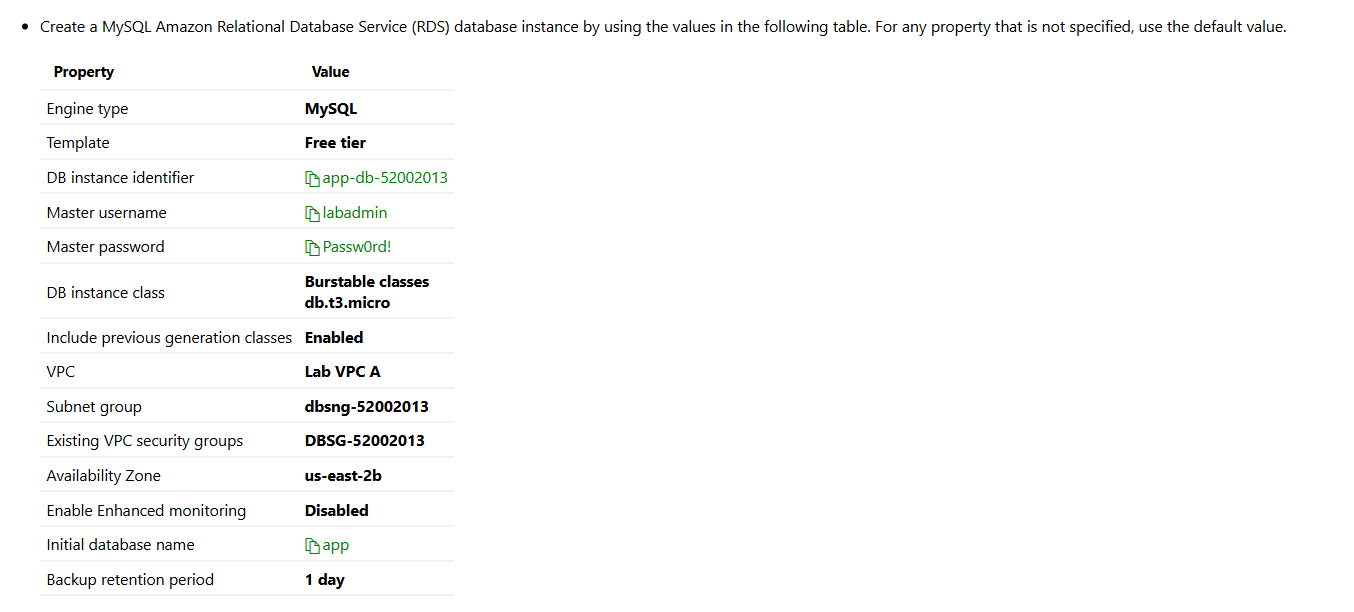 Create a MySQL Amazon Relational Database Service (RDS) database instance by using the values in the following table. For any property that is not specified, use the default value.
Property Value
Engine type MySQL
Template Free tier
DB instance identifier app-db-52002013
Master username labadmin
Master password Passw0rd!
DB instance class Burstable classes
db.t3.micro
Include previous generation classes Enabled
VPC Lab VPC A
Subnet group dbsng-52002013
Existing VPC security groups DBSG-52002013
Availability Zone us-east-2b
Enable Enhanced monitoring Disabled
Initial database name app
Backup retention period 1 day